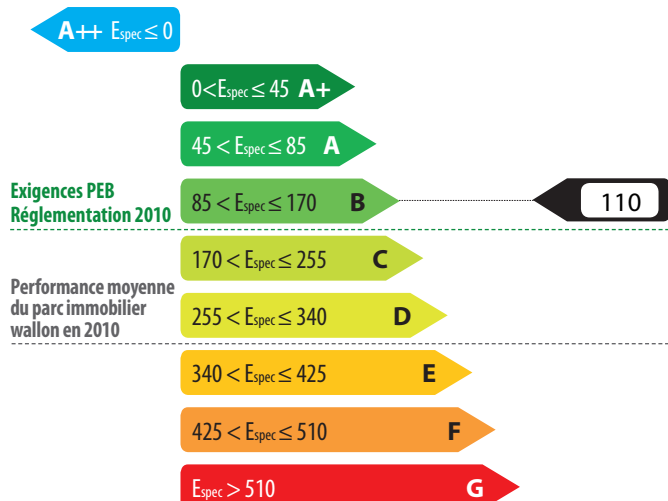 A++ Espec ≤ 0
0 < Espec ≤ 45 A+
45 < Espec ≤ 85 A
Exigences PEB
Réglementation 2010
85 < Espec ≤ 170 B
110
170 < Espec ≤ 255 C
Performance moyenne
du parc immobilier
wallon en 2010
255 < Espec ≤ 340 D
340 < Espec ≤ 425 E
425 < Espec ≤ 510 F
Espec > 510 G